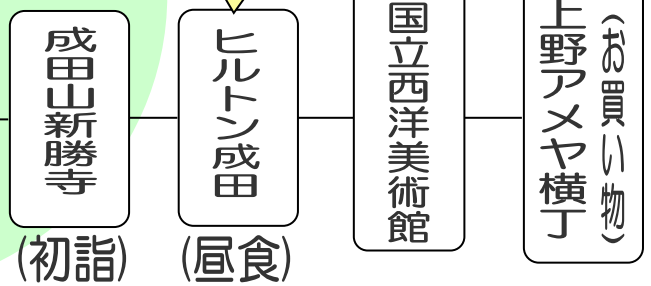 成田山新勝寺
(初詣)
ヒルトン成田
(昼食)
国立西洋美術館
上野アメヤ横丁
(お買い物)